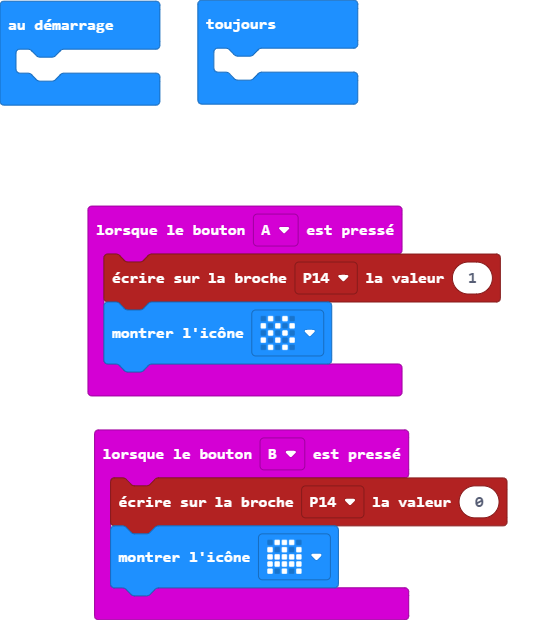 au démarrage
toujours
lorsque le bouton A est pressé
écrire sur la broche P14 la valeur 1
montrer l'icône
lorsque le bouton B est pressé
écrire sur la broche P14 la valeur 0
montrer l'icône